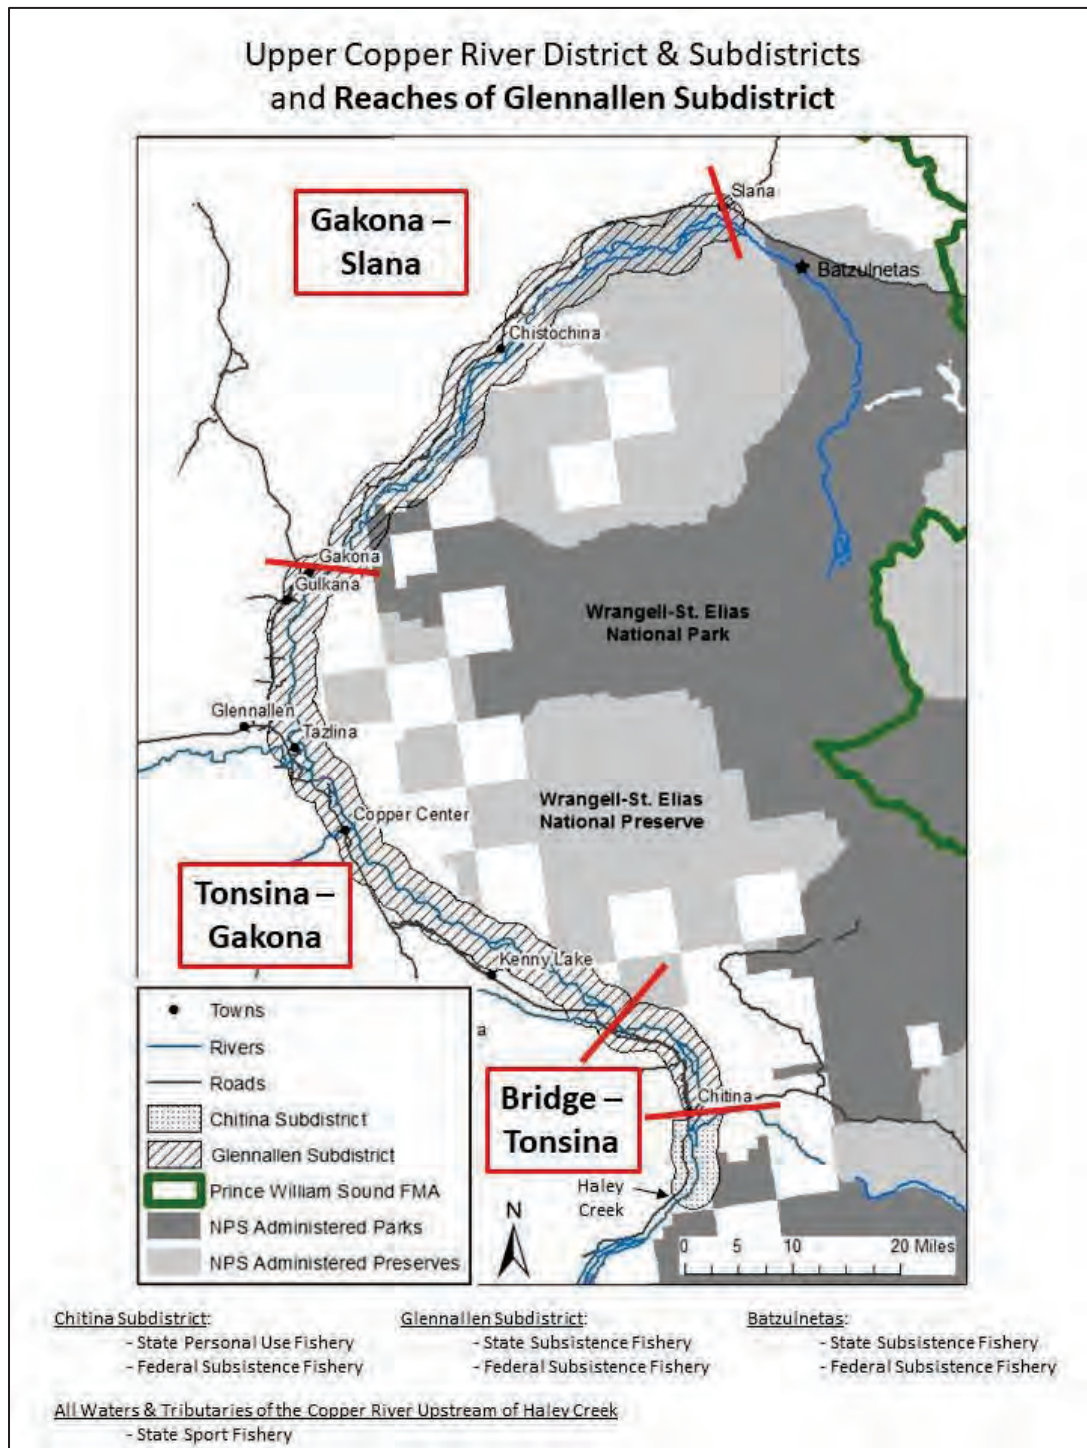 Upper Copper River District & Subdistricts
and Reaches of Glennallen Subdistrict
Slana
Gakona –
Slana
Batzulnetas
Chistochina
Gakona
Gulkana
Wrangell-St. Elias
National Park
Glennallen
Tazlina
Wrangell-St. Elias
National Preserve
Copper Center
Tonsina –
Gakona
Kenny Lake
a
Bridge –
Tonsina
Chitina
Haley
Creek
N
0 5 10 20 Miles
Towns
Rivers
Roads
Chitina Subdistrict
Glennallen Subdistrict
Prince William Sound FMA
NPS Administered Parks
NPS Administered Preserves
Chitina Subdistrict:
- State Personal Use Fishery
- Federal Subsistence Fishery
Glennallen Subdistrict:
- State Subsistence Fishery
- Federal Subsistence Fishery
Batzulnetas:
- State Subsistence Fishery
- Federal Subsistence Fishery
All Waters & Tributaries of the Copper River Upstream of Haley Creek
- State Sport Fishery